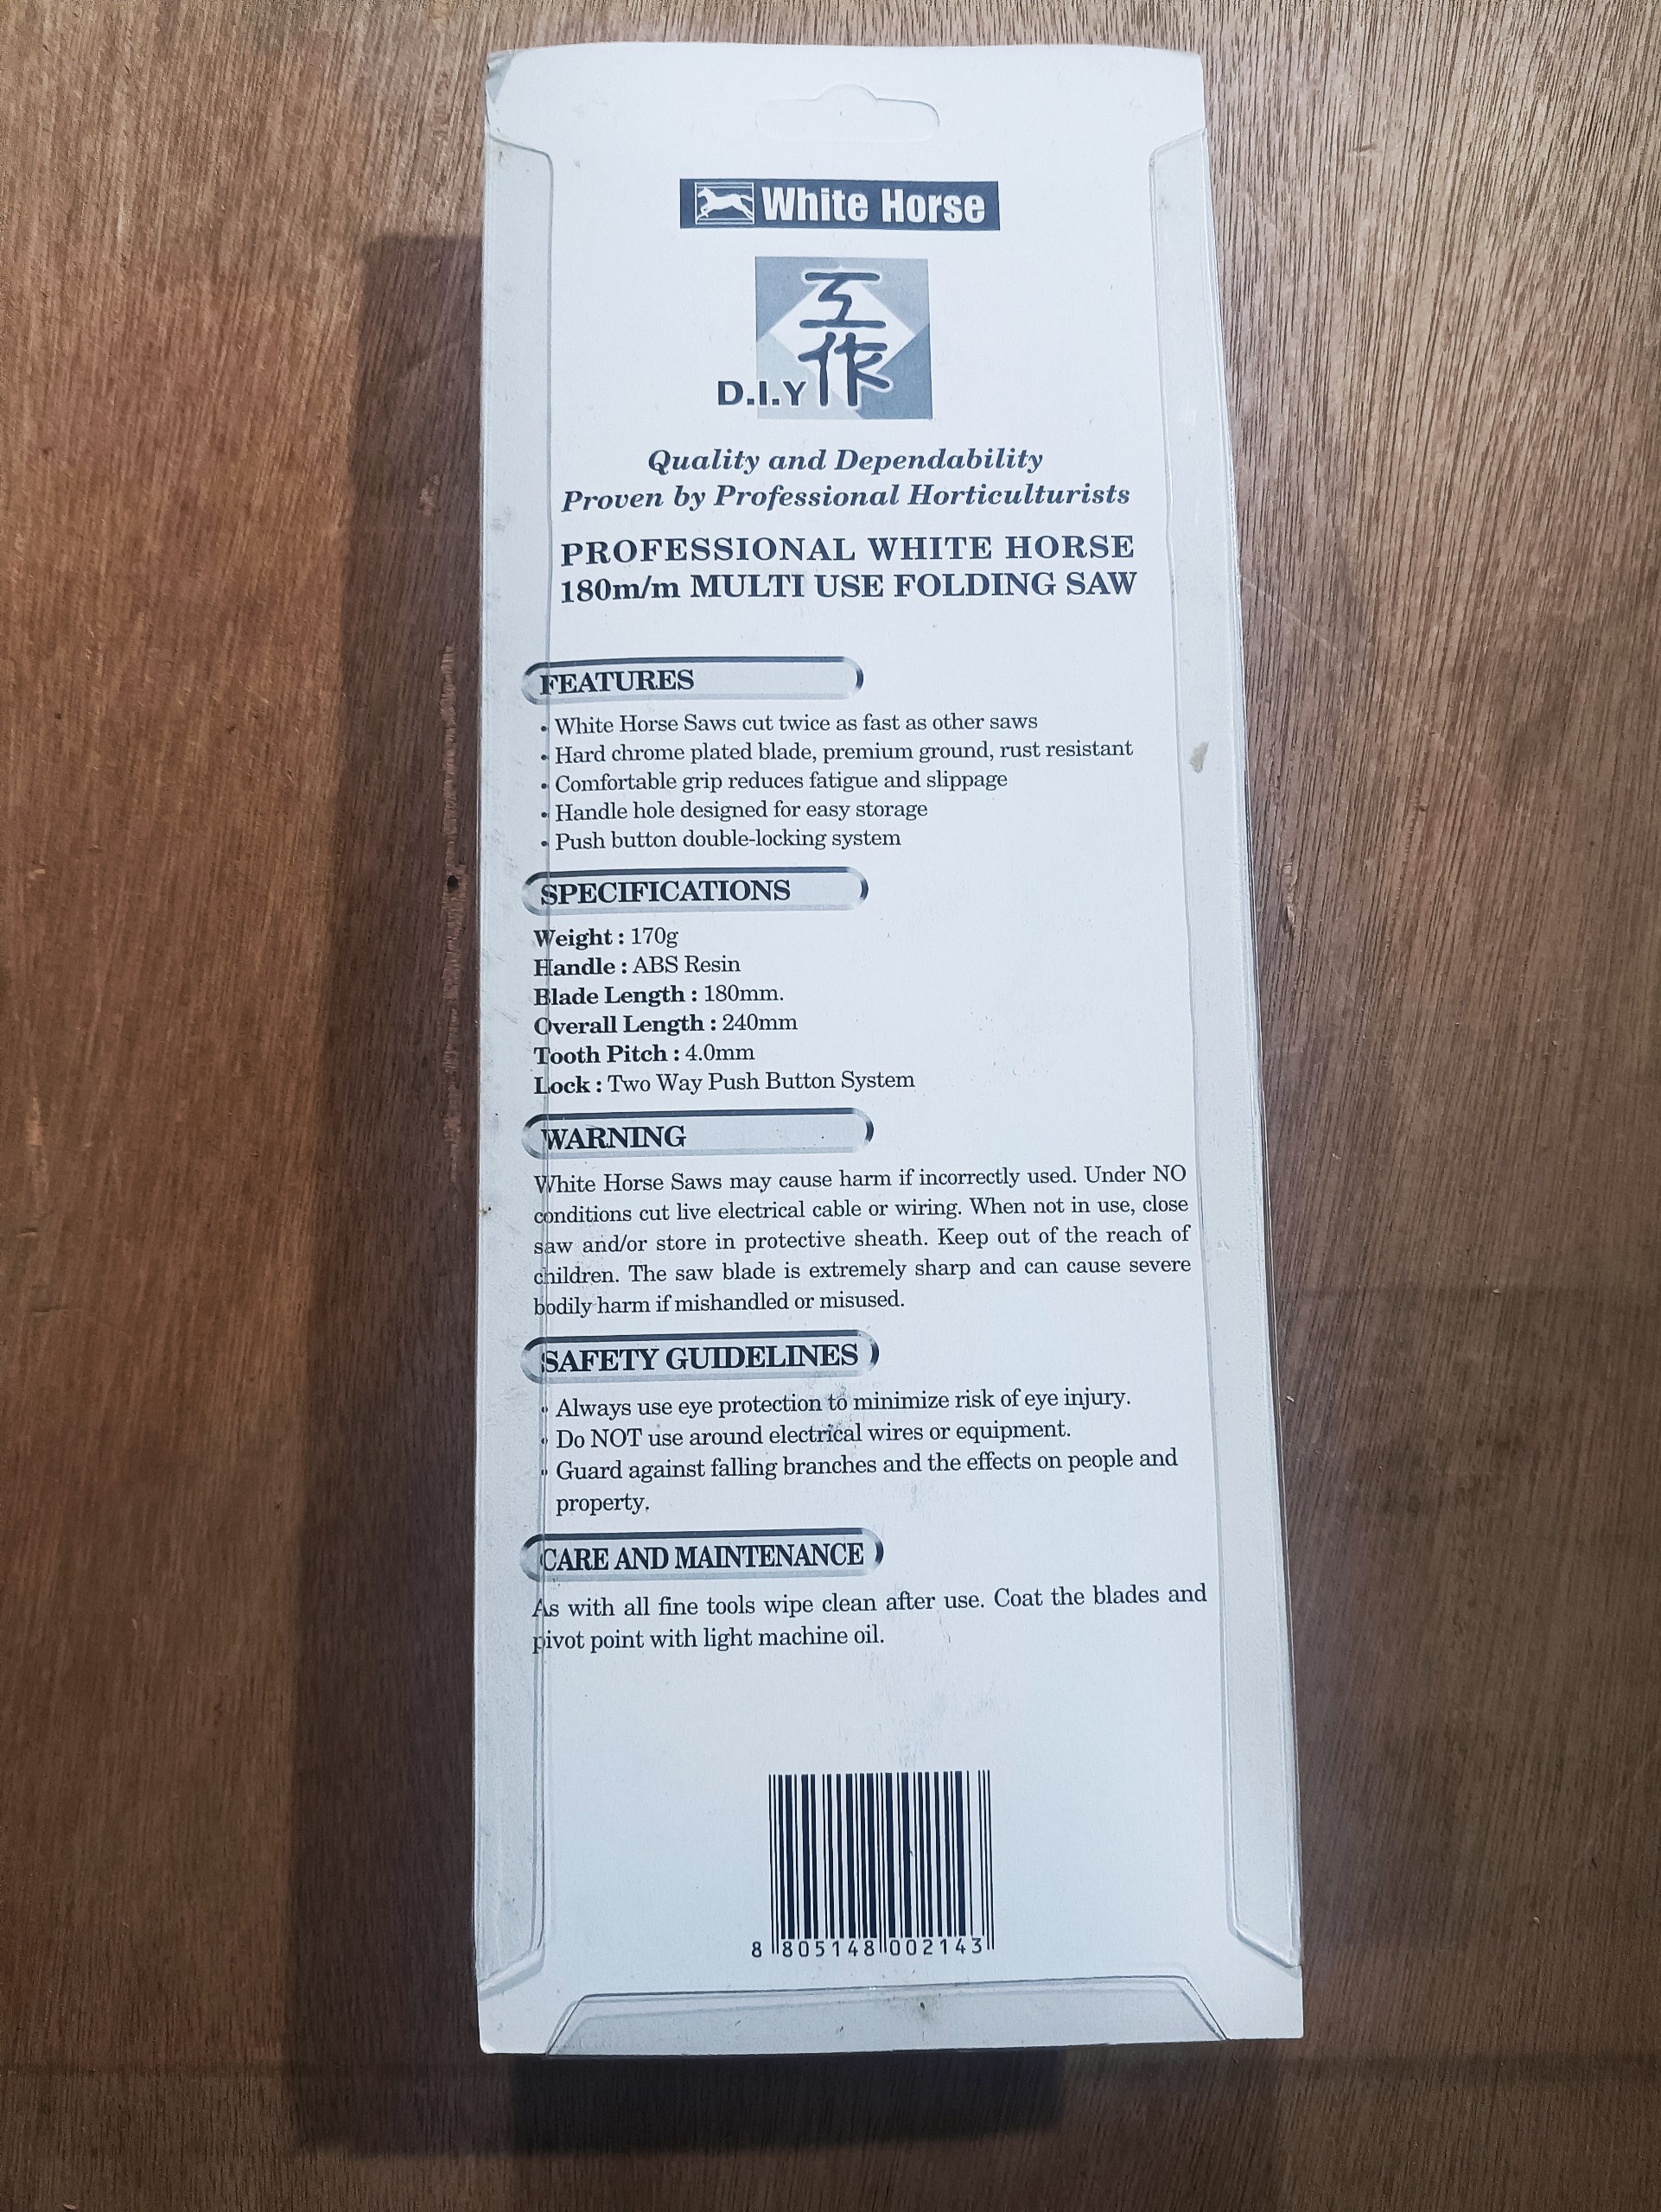 White Horse
工
作
D.I.Y
Quality and Dependability
Proven by Professional Horticulturists
PROFESSIONAL WHITE HORSE
180m/m MULTI USE FOLDING SAW
FEATURES
• White Horse Saws cut twice as fast as other saws
• Hard chrome plated blade, premium ground, rust resistant
• Comfortable grip reduces fatigue and slippage
• Handle hole designed for easy storage
• Push button double-locking system
SPECIFICATIONS
Weight : 170g
Handle : ABS Resin
Blade Length : 180mm.
Overall Length : 240mm
Tooth Pitch : 4.0mm
Lock : Two Way Push Button System
WARNING
White Horse Saws may cause harm if incorrectly used. Under NO
conditions cut live electrical cable or wiring. When not in use, close
saw and/or store in protective sheath. Keep out of the reach of
children. The saw blade is extremely sharp and can cause severe
bodily harm if mishandled or misused.
SAFETY GUIDELINES
• Always use eye protection to minimize risk of eye injury.
• Do NOT use around electrical wires or equipment.
• Guard against falling branches and the effects on people and
property.
CARE AND MAINTENANCE
As with all fine tools wipe clean after use. Coat the blades and
pivot point with light machine oil.
8 805148 002143